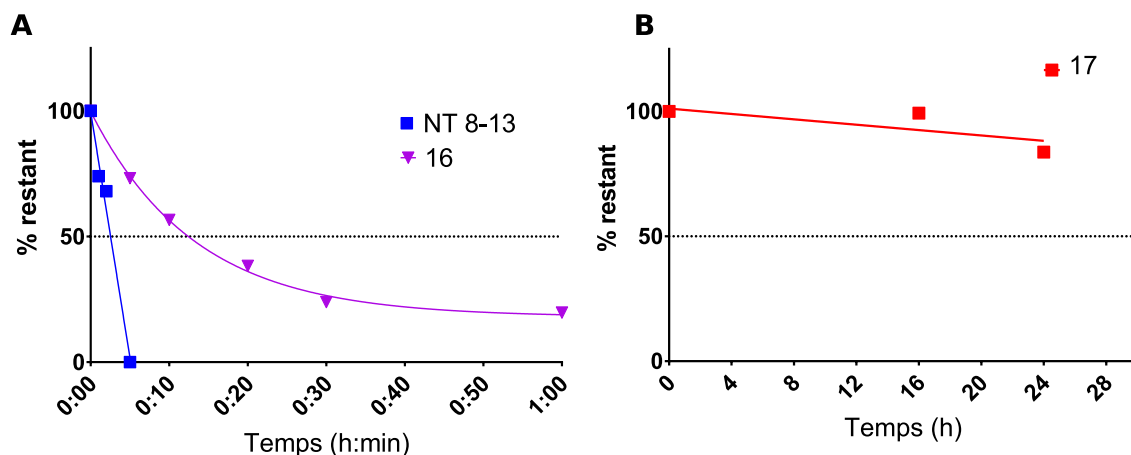 A
% restant
100
50
0
0:00 0:10 0:20 0:30 0:40 0:50 1:00
Temps (h:min)
NT 8-13
16
B
% restant
100
50
0
0 4 8 12 16 20 24 28
Temps (h)
17